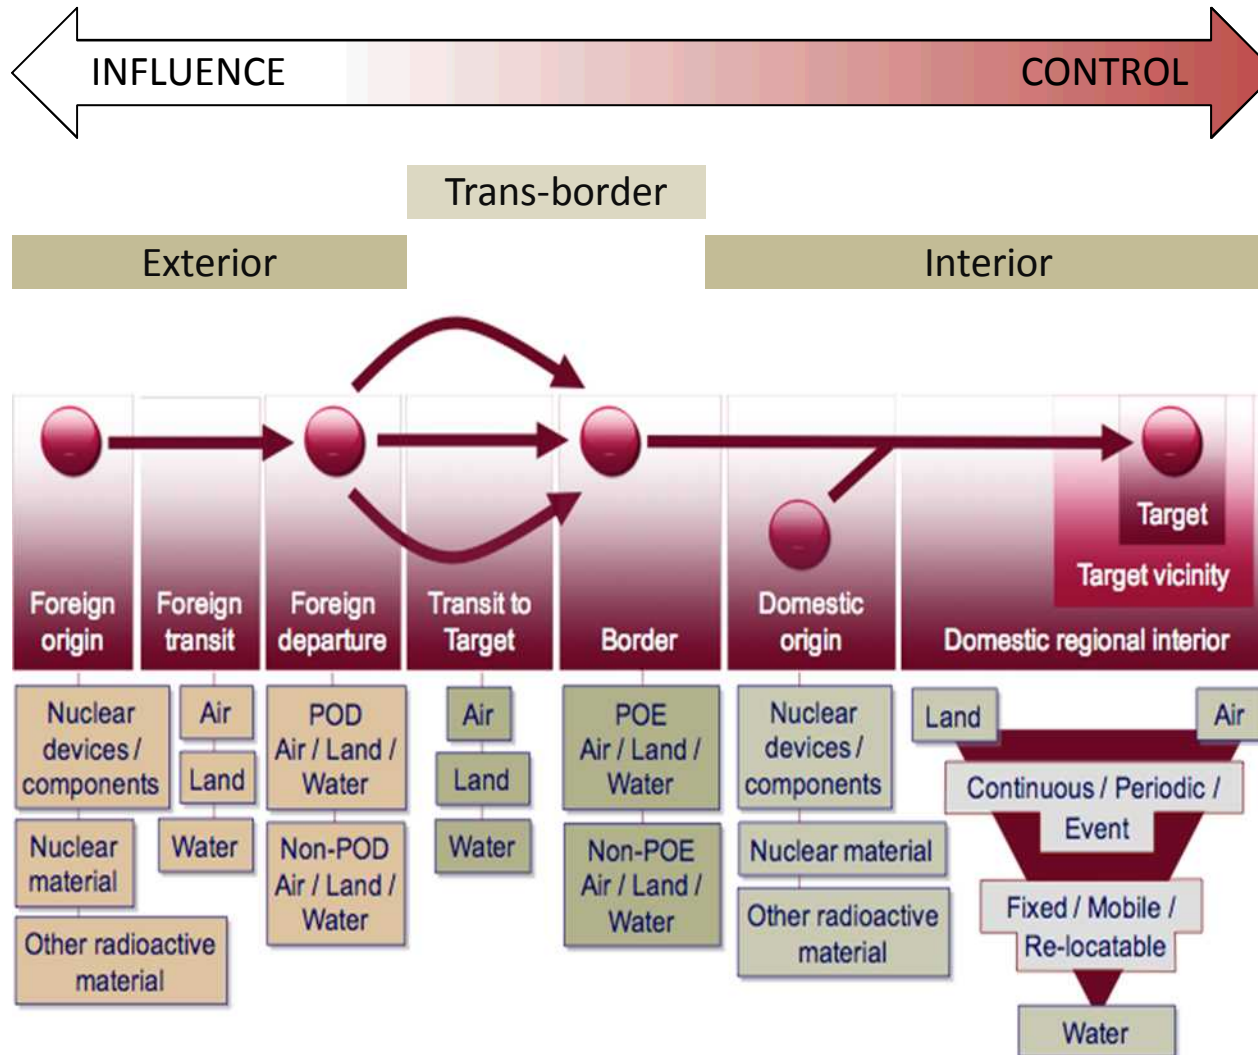 INFLUENCE
CONTROL
Trans-border
Exterior
Interior
Foreign
origin
Foreign
transit
Foreign
departure
Transit to
Target
Border
Domestic
origin
Domestic regional interior
Target vicinity
Target
Nuclear
devices /
components
Nuclear
material
Other radioactive
material
Air
Land
Water
POD
Air / Land /
Water
Non-POD
Air / Land /
Water
Air
Land
Water
POE
Air / Land /
Water
Non-POE
Air / Land /
Water
Nuclear
devices /
components
Nuclear material
Other radioactive
material
Land
Air
Continuous / Periodic /
Event
Fixed / Mobile /
Re-locatable
Water